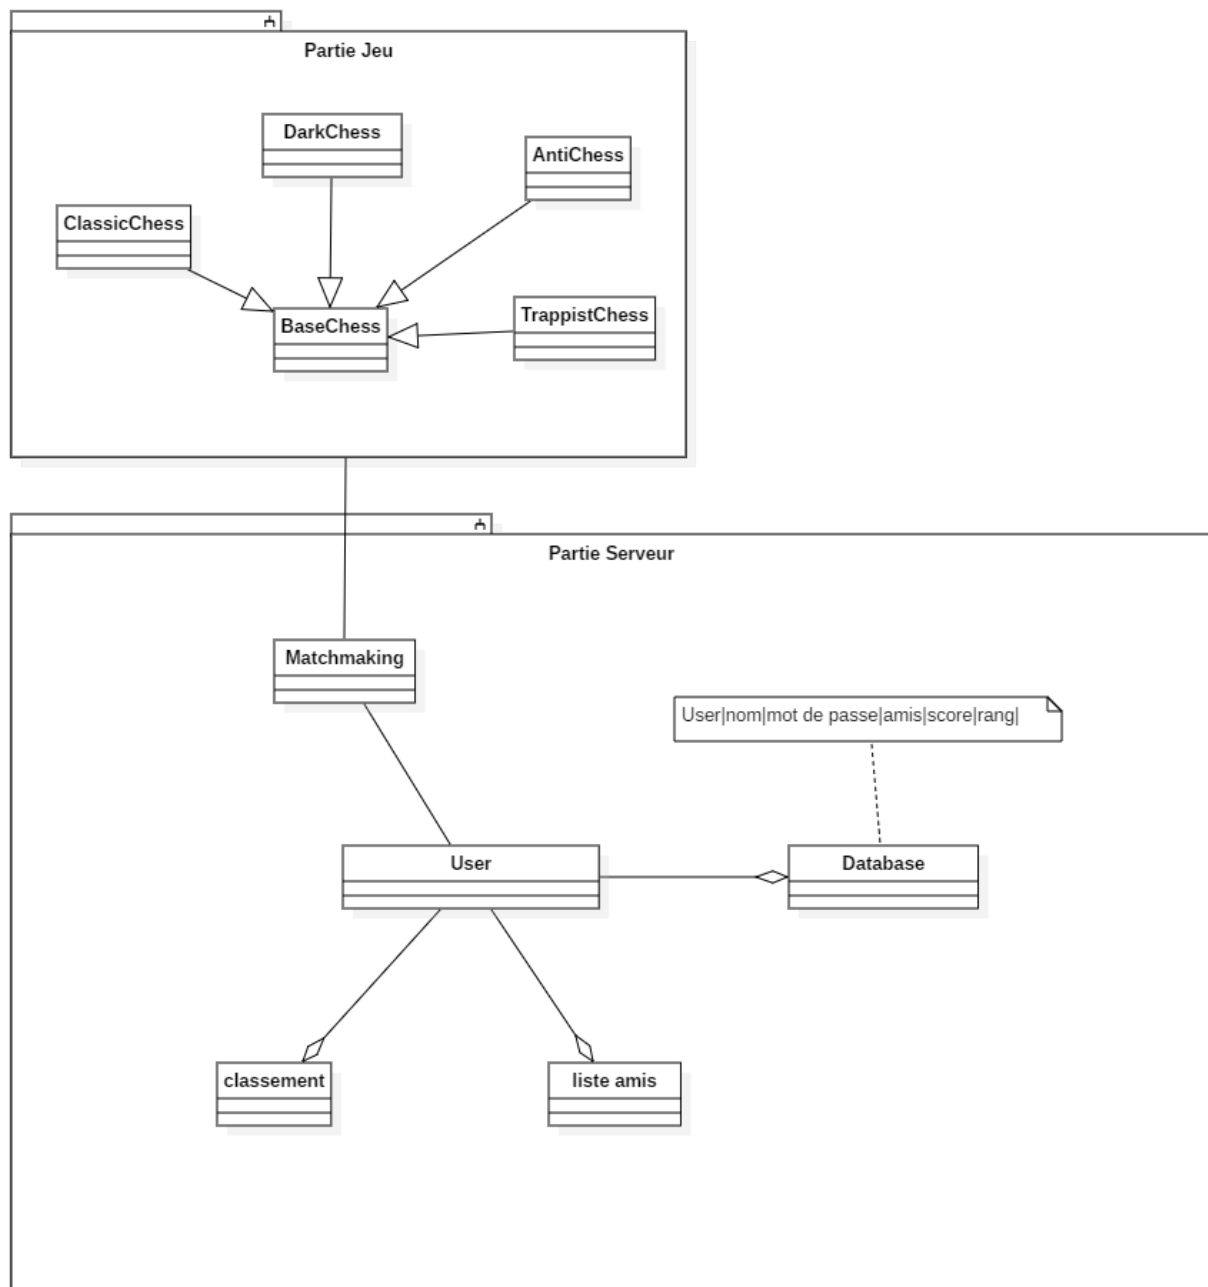 Partie Jeu
DarkChess
AntiChess
ClassicChess
TrappistChess
BaseChess
Partie Serveur
Matchmaking
User|nom|mot de passe|amis|score|rang|
User
Database
classement
liste amis